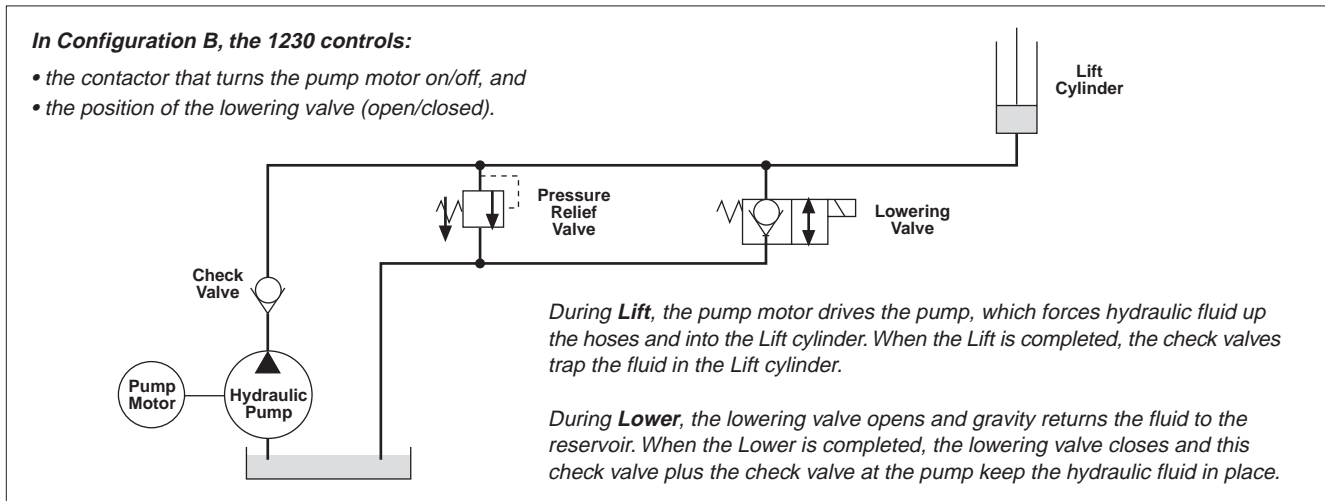 In Configuration B, the 1230 controls:
• the contactor that turns the pump motor on/off, and
• the position of the lowering valve (open/closed).
Lift
Cylinder
Pressure
Relief
Valve
Lowering
Valve
Check
Valve
Pump
Motor
Hydraulic
Pump
During Lift, the pump motor drives the pump, which forces hydraulic fluid up
the hoses and into the Lift cylinder. When the Lift is completed, the check valves
trap the fluid in the Lift cylinder.
During Lower, the lowering valve opens and gravity returns the fluid to the
reservoir. When the Lower is completed, the lowering valve closes and this
check valve plus the check valve at the pump keep the hydraulic fluid in place.